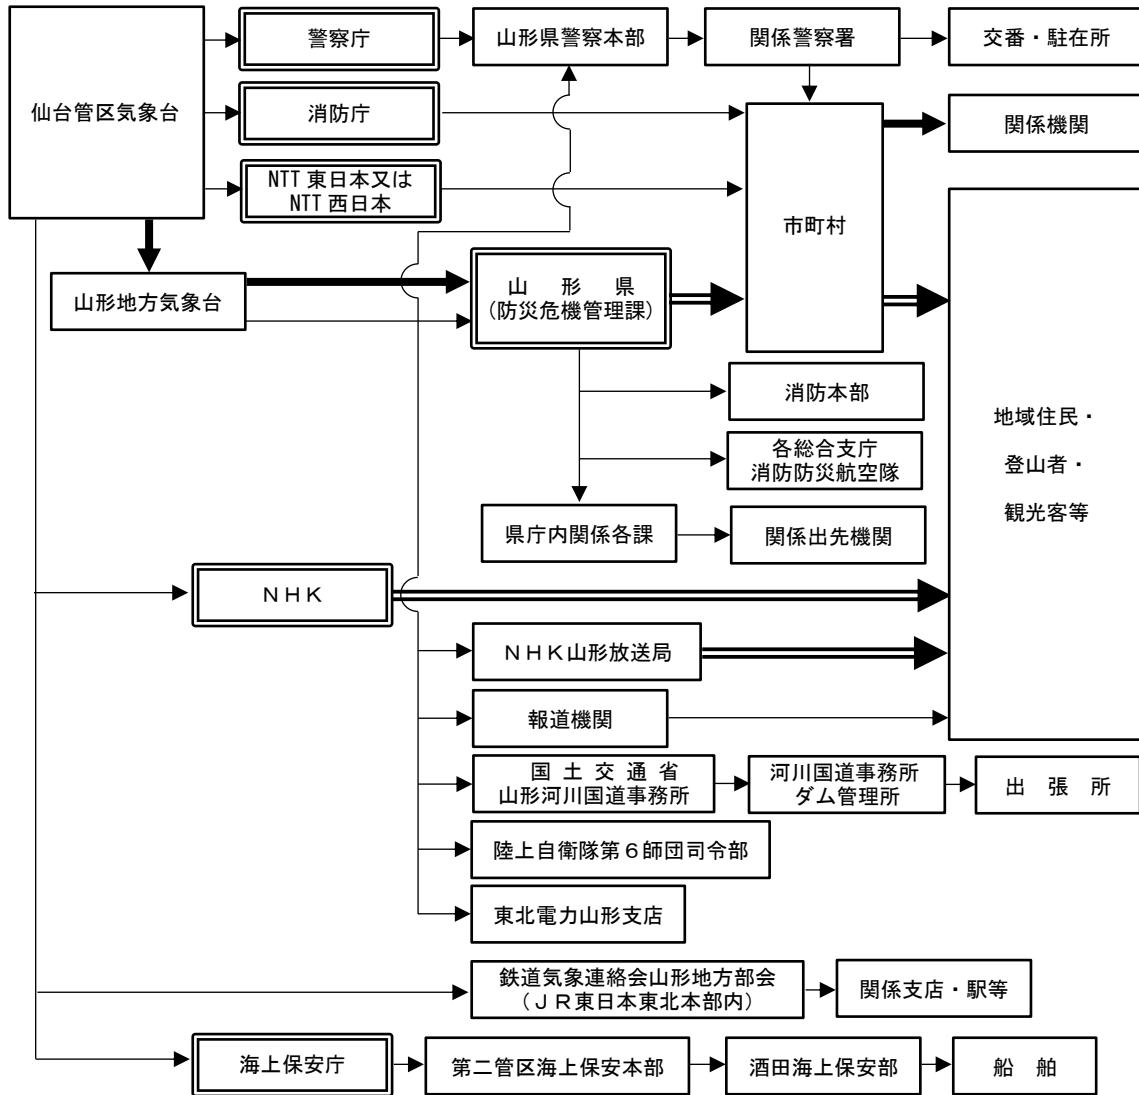 警察庁
山形県警察本部
関係警察署
交番・駐在所
仙台管区気象台
消防庁
関係機関
NTT 東日本又は
NTT 西日本
市町村
山形地方気象台
山　形　県
（防災危機管理課）
消防本部
各総合支庁
消防防災航空隊
地域住民・
登山者・
観光客等
県庁内関係各課
関係出先機関
ＮＨＫ
ＮＨＫ山形放送局
報道機関
国 土 交 通 省
山形河川国道事務所
河川国道事務所
ダム管理所
出　張　所
陸上自衛隊第６師団司令部
東北電力山形支店
鉄道気象連絡会山形地方部会
（ＪＲ東日本東北本部内）
関係支店・駅等
海上保安庁
第二管区海上保安本部
酒田海上保安部
船　舶